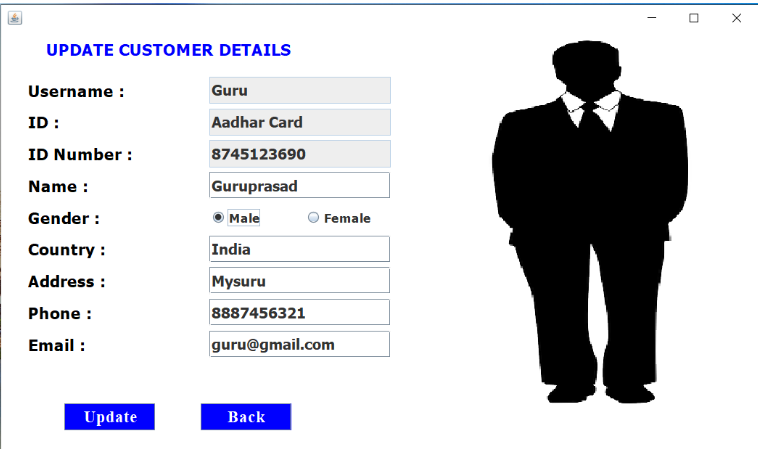 UPDATE CUSTOMER DETAILS
Username : Guru
ID : Aadhar Card
ID Number : 8745123690
Name : Guruprasad
Gender : Male Female
Country : India
Address : Mysuru
Phone : 8887456321
Email : guru@gmail.com
Update Back